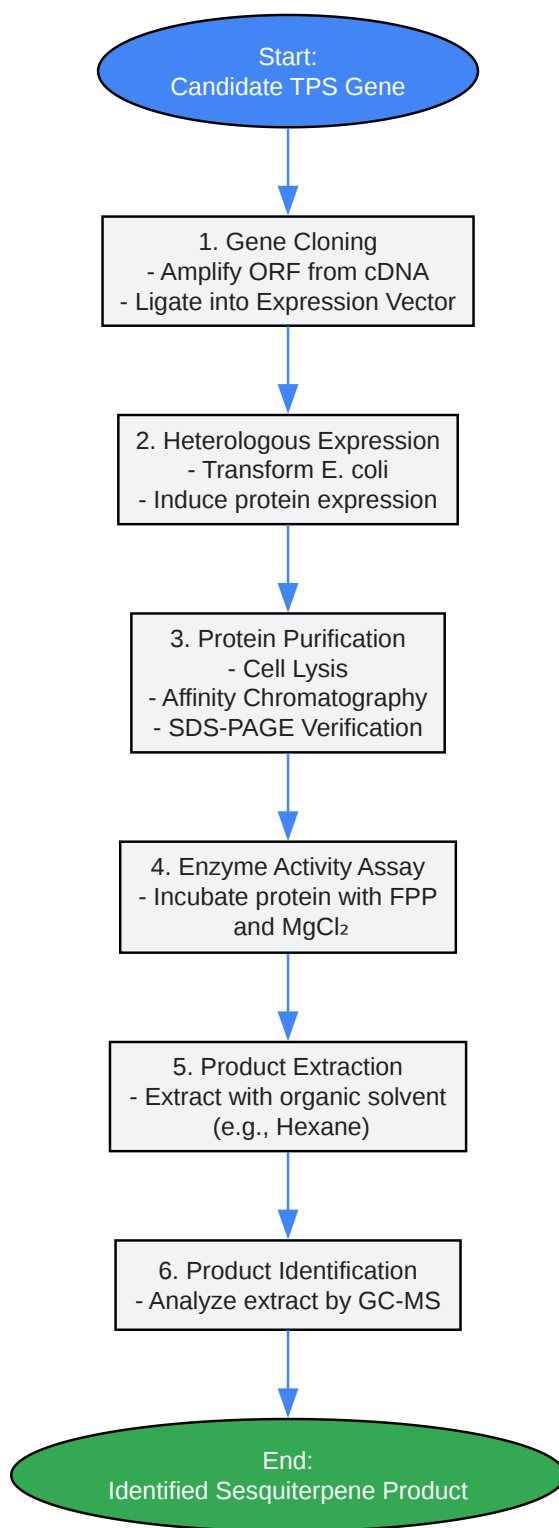 Start:
Candidate TPS Gene
1. Gene Cloning
- Amplify ORF from cDNA
- Ligate into Expression Vector
2. Heterologous Expression
- Transform E. coli
- Induce protein expression
3. Protein Purification
- Cell Lysis
- Affinity Chromatography
- SDS-PAGE Verification
4. Enzyme Activity Assay
- Incubate protein with FPP
and MgCl₂
5. Product Extraction
- Extract with organic solvent
(e.g., Hexane)
6. Product Identification
- Analyze extract by GC-MS
End:
Identified Sesquiterpene Product